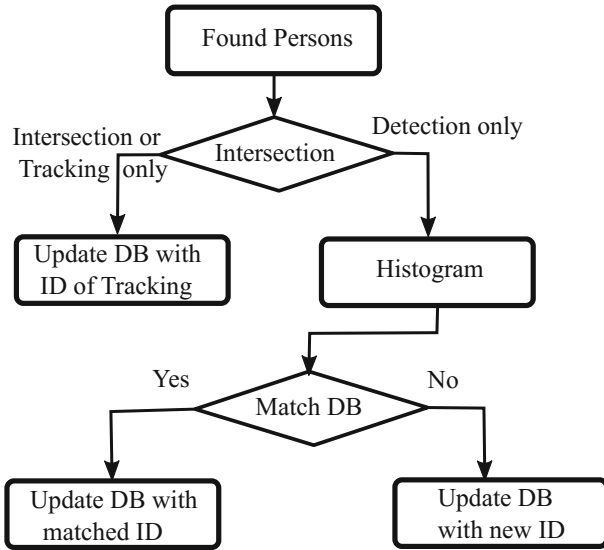 Found Persons
Intersection or
Tracking only
Intersection
Detection only
Update DB with
ID of Tracking
Histogram
Yes
Match DB
No
Update DB with
matched ID
Update DB
with new ID